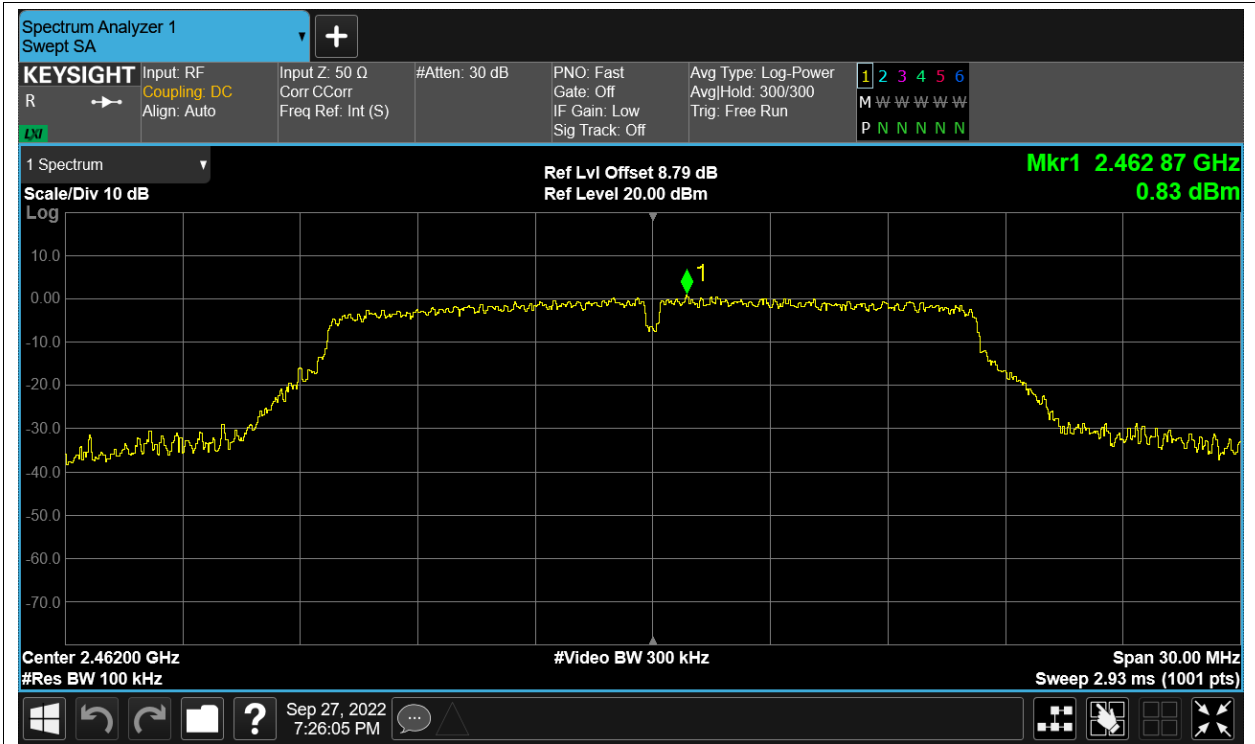 Spectrum Analyzer 1
Swept SA
KEYSIGHT
R
LXI
Input: RF
Coupling: DC
Align: Auto
Input Z: 50 Ω
Corr CCorr
Freq Ref: Int (S)
#Atten: 30 dB
PNO: Fast
Gate: Off
IF Gain: Low
Sig Track: Off
Avg Type: Log-Power
Avg|Hold: 300/300
Trig: Free Run
1 2 3 4 5 6
M W W W W W
P N N N N N
1 Spectrum
Scale/Div 10 dB
Log
Ref Lvl Offset 8.79 dB
Ref Level 20.00 dBm
Mkr1 2.462 87 GHz
0.83 dBm
1
10.0
0.00
-10.0
-20.0
-30.0
-40.0
-50.0
-60.0
-70.0
Center 2.46200 GHz
#Video BW 300 kHz
Span 30.00 MHz
#Res BW 100 kHz
Sweep 2.93 ms (1001 pts)
?
Sep 27, 2022
7:26:05 PM